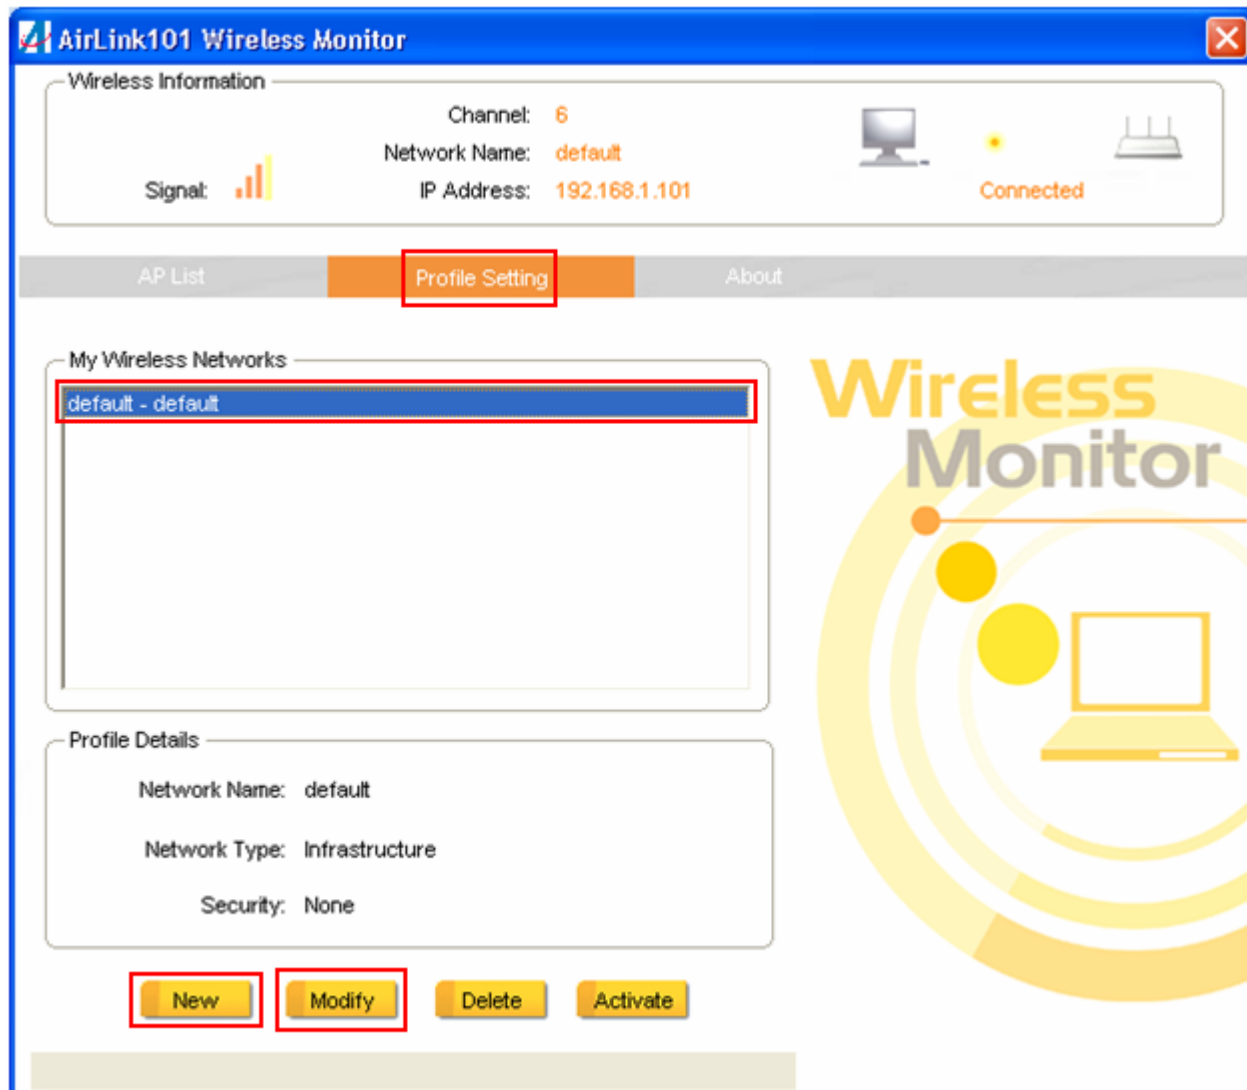 AirLink101 Wireless Monitor
Wireless Information
Channel: 6
Network Name: default
Signal: IP Address: 192.168.1.101
Connected
AP List Profile Setting About
My Wireless Networks
default - default
Wireless
Monitor
Profile Details
Network Name: default
Network Type: Infrastructure
Security: None
New Modify Delete Activate